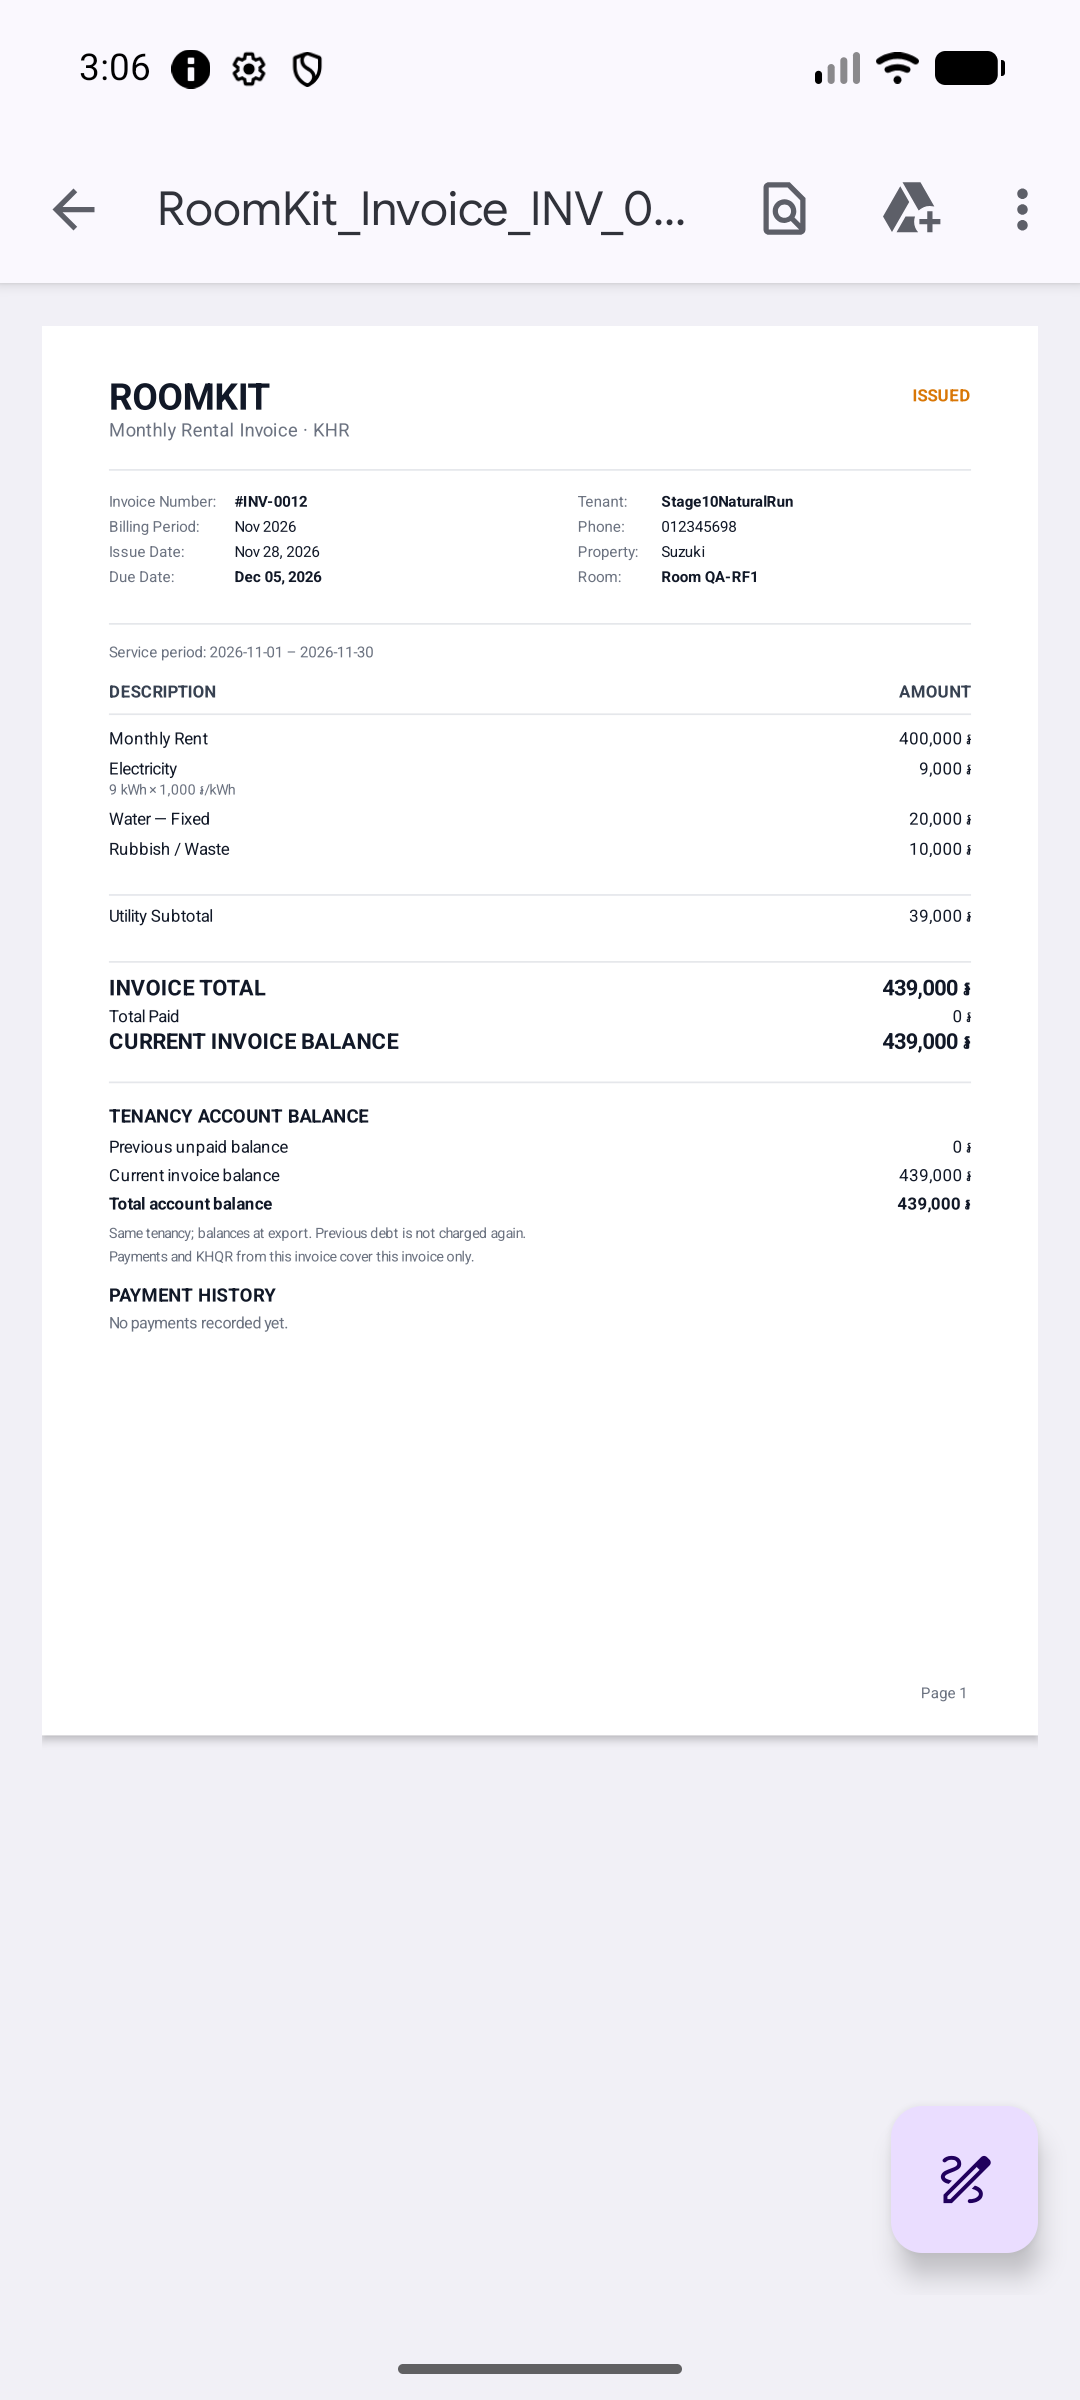 3:06
RoomKit_Invoice_INV_0...
ROOMKIT
ISSUED
Monthly Rental Invoice · KHR
Invoice Number: #INV-0012
Billing Period: Nov 2026
Issue Date: Nov 28, 2026
Due Date: Dec 05, 2026
Tenant: Stage10NaturalRun
Phone: 012345698
Property: Suzuki
Room: Room QA-RF1
Service period: 2026-11-01 – 2026-11-30
DESCRIPTION AMOUNT
Monthly Rent 400,000 ៛
Electricity 9,000 ៛
9 kWh × 1,000 ៛/kWh
Water — Fixed 20,000 ៛
Rubbish / Waste 10,000 ៛
Utility Subtotal 39,000 ៛
INVOICE TOTAL 439,000 ៛
Total Paid 0 ៛
CURRENT INVOICE BALANCE 439,000 ៛
TENANCY ACCOUNT BALANCE
Previous unpaid balance 0 ៛
Current invoice balance 439,000 ៛
Total account balance 439,000 ៛
Same tenancy; balances at export. Previous debt is not charged again.
Payments and KHQR from this invoice cover this invoice only.
PAYMENT HISTORY
No payments recorded yet.
Page 1